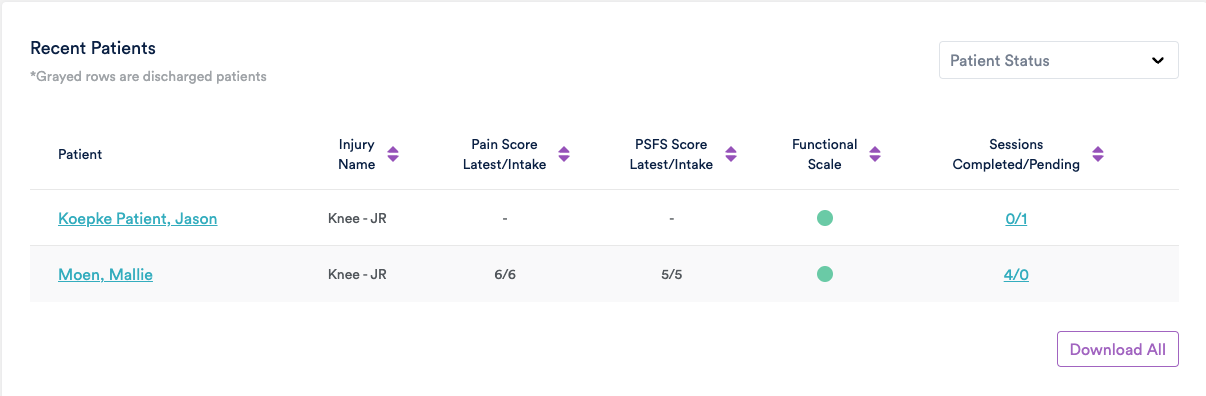 Recent Patients
*Grayed rows are discharged patients
Patient Status
Patient
Injury
Name
Pain Score
Latest/Intake
PSFS Score
Latest/Intake
Functional
Scale
Sessions
Completed/Pending
Koepke Patient, Jason Knee - JR - - 0/1
Moen, Mallie Knee - JR 6/6 5/5 4/0
Download All